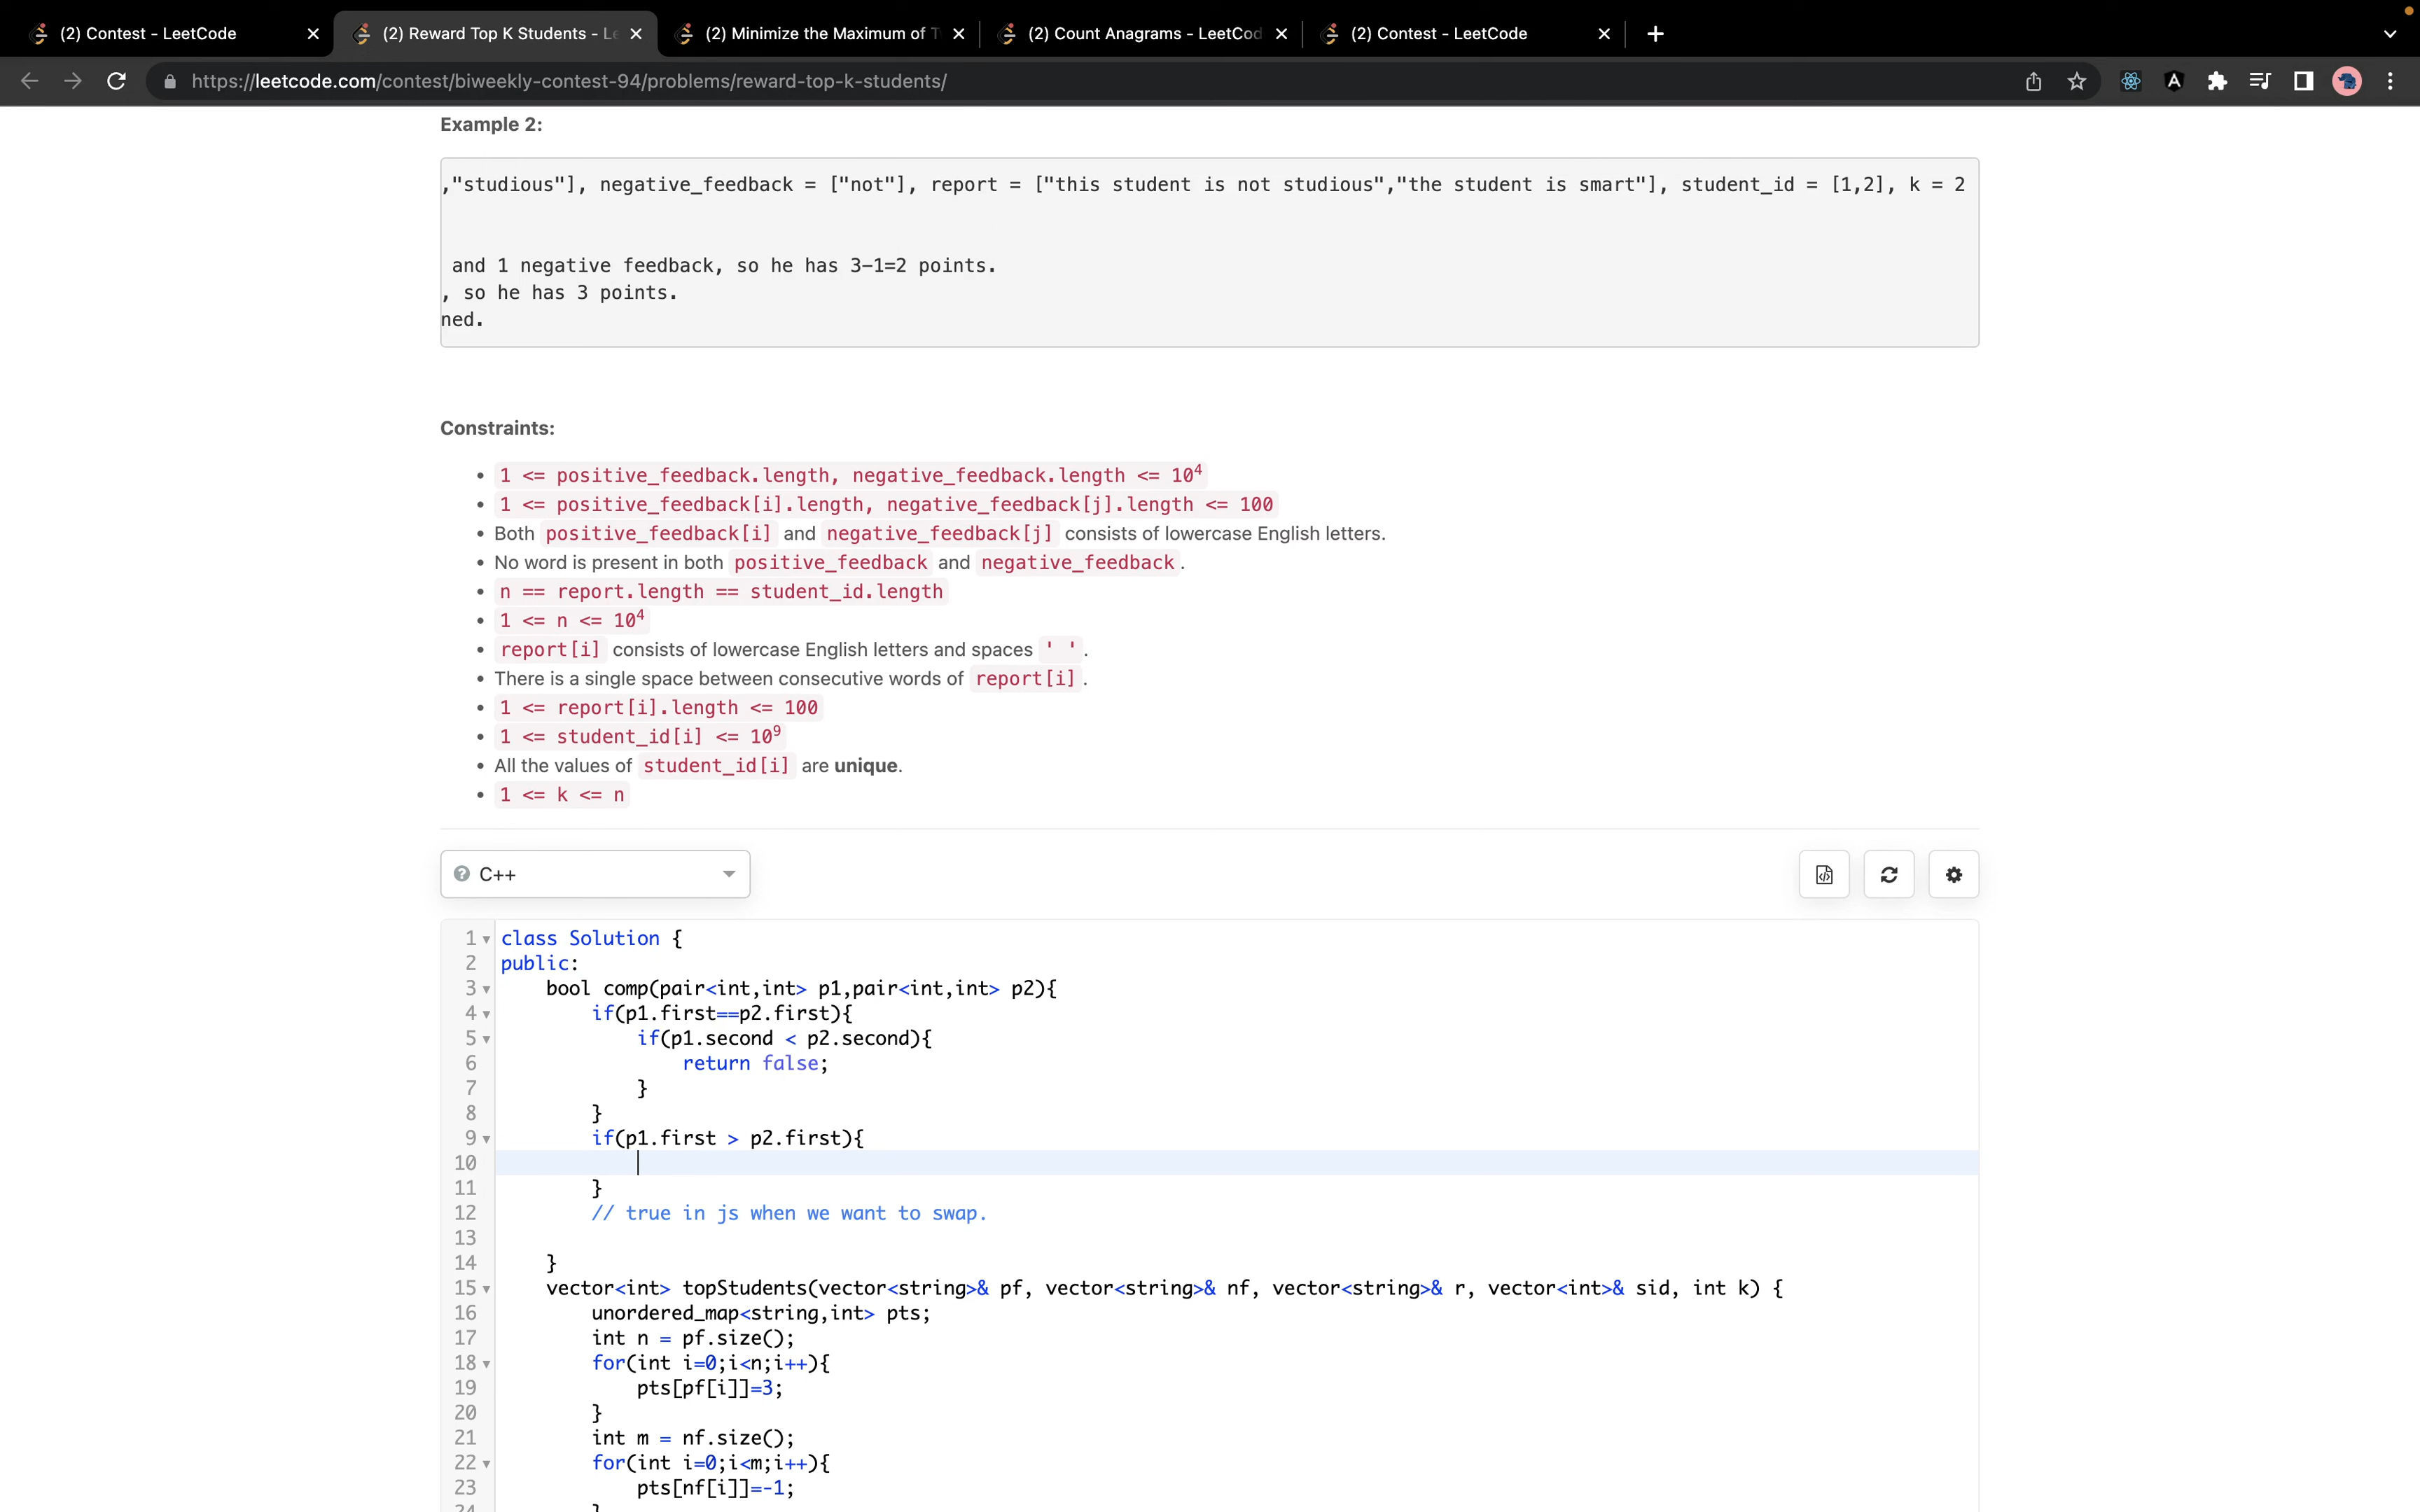 (2) Contest - LeetCode
(2) Reward Top K Students - Le
(2) Minimize the Maximum of T
(2) Count Anagrams - LeetCod
(2) Contest - LeetCode
https://leetcode.com/contest/biweekly-contest-94/problems/reward-top-k-students/
Example 2:
,"studious"], negative_feedback = ["not"], report = ["this student is not studious","the student is smart"], student_id = [1,2], k = 2
and 1 negative feedback, so he has 3-1=2 points.
, so he has 3 points.
ned.
Constraints:
• 1 <= positive_feedback.length, negative_feedback.length <= 10⁴
• 1 <= positive_feedback[i].length, negative_feedback[j].length <= 100
• Both positive_feedback[i] and negative_feedback[j] consists of lowercase English letters.
• No word is present in both positive_feedback and negative_feedback.
• n == report.length == student_id.length
• 1 <= n <= 10⁴
• report[i] consists of lowercase English letters and spaces ' '.
• There is a single space between consecutive words of report[i].
• 1 <= report[i].length <= 100
• 1 <= student_id[i] <= 10⁹
• All the values of student_id[i] are unique.
• 1 <= k <= n
? C++
1 class Solution {
2 public:
3     bool comp(pair<int,int> p1,pair<int,int> p2){
4         if(p1.first==p2.first){
5             if(p1.second < p2.second){
6                 return false;
7             }
8         }
9         if(p1.first > p2.first){
10
11         }
12         // true in js when we want to swap.
13
14     }
15     vector<int> topStudents(vector<string>& pf, vector<string>& nf, vector<string>& r, vector<int>& sid, int k) {
16         unordered_map<string,int> pts;
17         int n = pf.size();
18         for(int i=0;i<n;i++){
19             pts[pf[i]]=3;
20         }
21         int m = nf.size();
22         for(int i=0;i<m;i++){
23             pts[nf[i]]=-1;
24         }